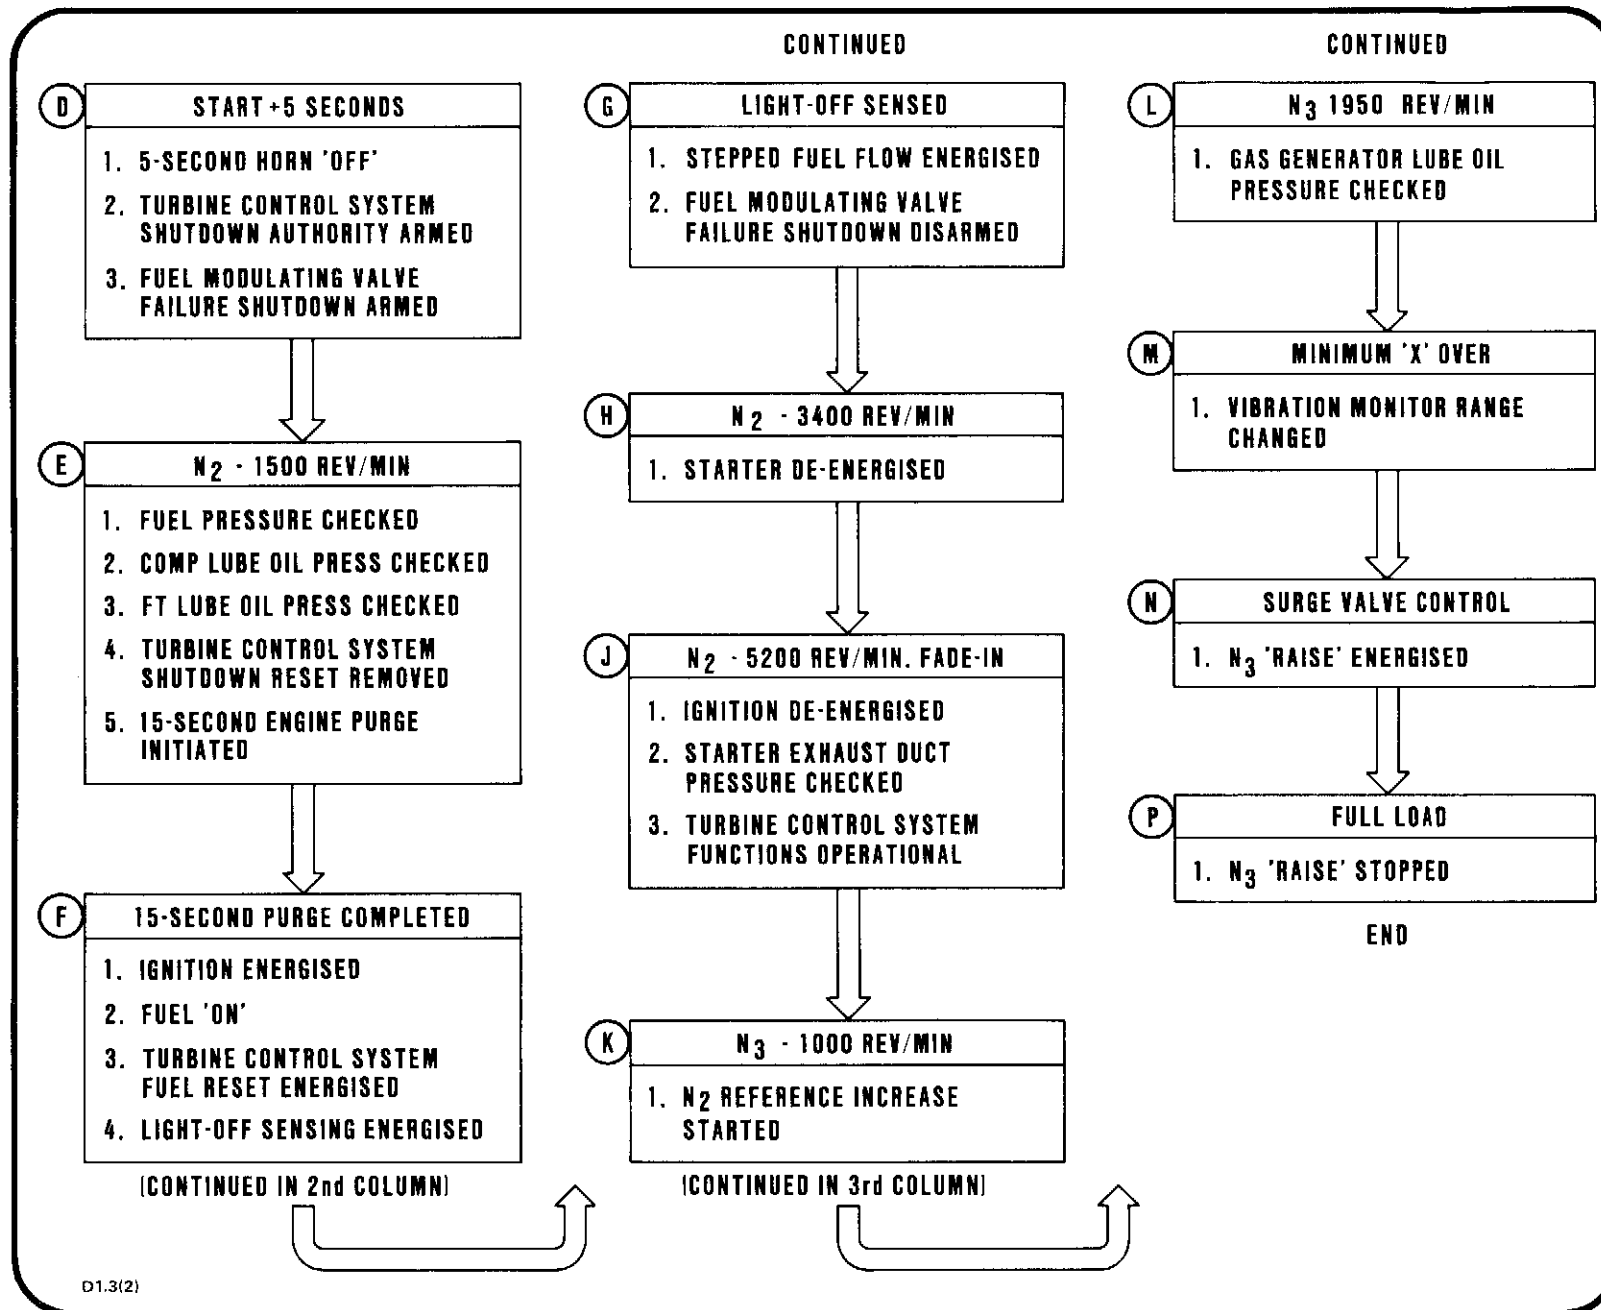 D
START +5 SECONDS
1. 5-SECOND HORN 'OFF'
2. TURBINE CONTROL SYSTEM
SHUTDOWN AUTHORITY ARMED
3. FUEL MODULATING VALVE
FAILURE SHUTDOWN ARMED
E
N2 - 1500 REV/MIN
1. FUEL PRESSURE CHECKED
2. COMP LUBE OIL PRESS CHECKED
3. FT LUBE OIL PRESS CHECKED
4. TURBINE CONTROL SYSTEM
SHUTDOWN RESET REMOVED
5. 15-SECOND ENGINE PURGE
INITIATED
F
15-SECOND PURGE COMPLETED
1. IGNITION ENERGISED
2. FUEL 'ON'
3. TURBINE CONTROL SYSTEM
FUEL RESET ENERGISED
4. LIGHT-OFF SENSING ENERGISED
(CONTINUED IN 2nd COLUMN)
CONTINUED
G
LIGHT-OFF SENSED
1. STEPPED FUEL FLOW ENERGISED
2. FUEL MODULATING VALVE
FAILURE SHUTDOWN DISARMED
H
N2 - 3400 REV/MIN
1. STARTER DE-ENERGISED
J
N2 - 5200 REV/MIN. FADE-IN
1. IGNITION DE-ENERGISED
2. STARTER EXHAUST DUCT
PRESSURE CHECKED
3. TURBINE CONTROL SYSTEM
FUNCTIONS OPERATIONAL
K
N3 - 1000 REV/MIN
1. N2 REFERENCE INCREASE
STARTED
(CONTINUED IN 3rd COLUMN)
CONTINUED
L
N3 1950 REV/MIN
1. GAS GENERATOR LUBE OIL
PRESSURE CHECKED
M
MINIMUM 'X' OVER
1. VIBRATION MONITOR RANGE
CHANGED
N
SURGE VALVE CONTROL
1. N3 'RAISE' ENERGISED
P
FULL LOAD
1. N3 'RAISE' STOPPED
END
D1.3(2)